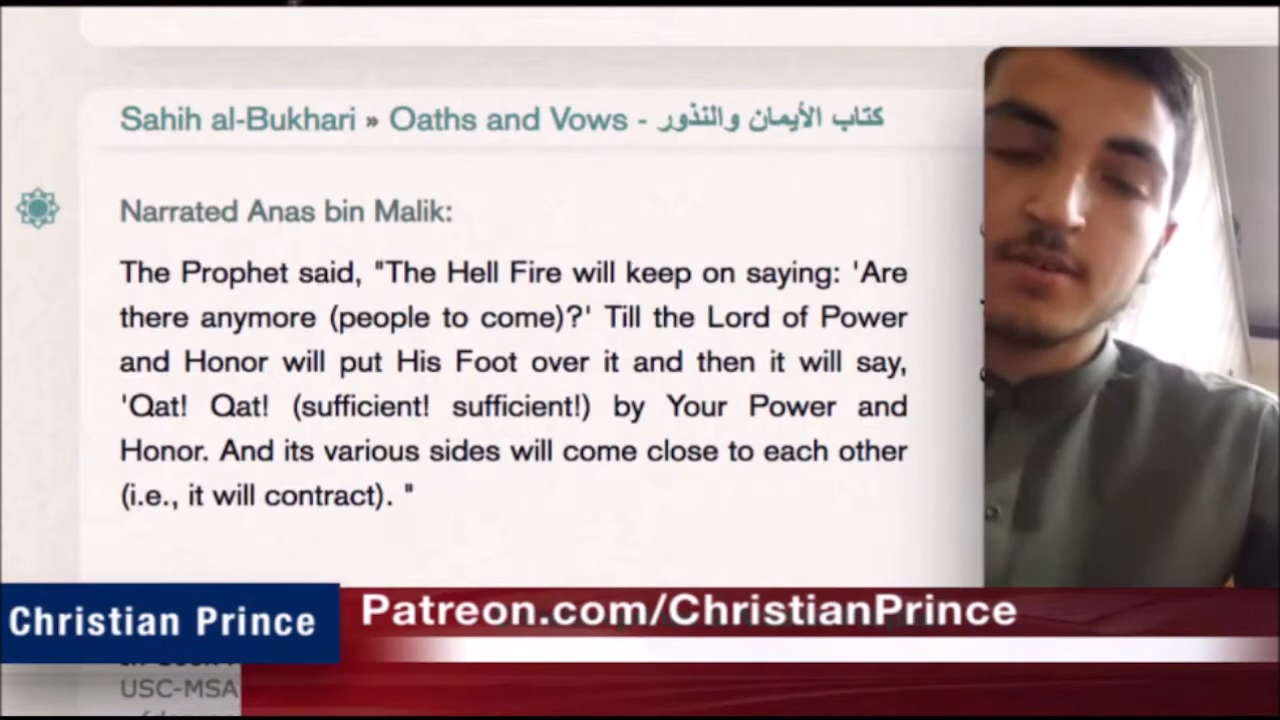 Sahih al-Bukhari » Oaths and Vows - كتاب الأيمان والنذور
Narrated Anas bin Malik:
The Prophet said, "The Hell Fire will keep on saying: 'Are
there anymore (people to come)?' Till the Lord of Power
and Honor will put His Foot over it and then it will say,
'Qat! Qat! (sufficient! sufficient!) by Your Power and
Honor. And its various sides will come close to each other
(i.e., it will contract). "
Christian Prince
Patreon.com/ChristianPrince
USC-MSA